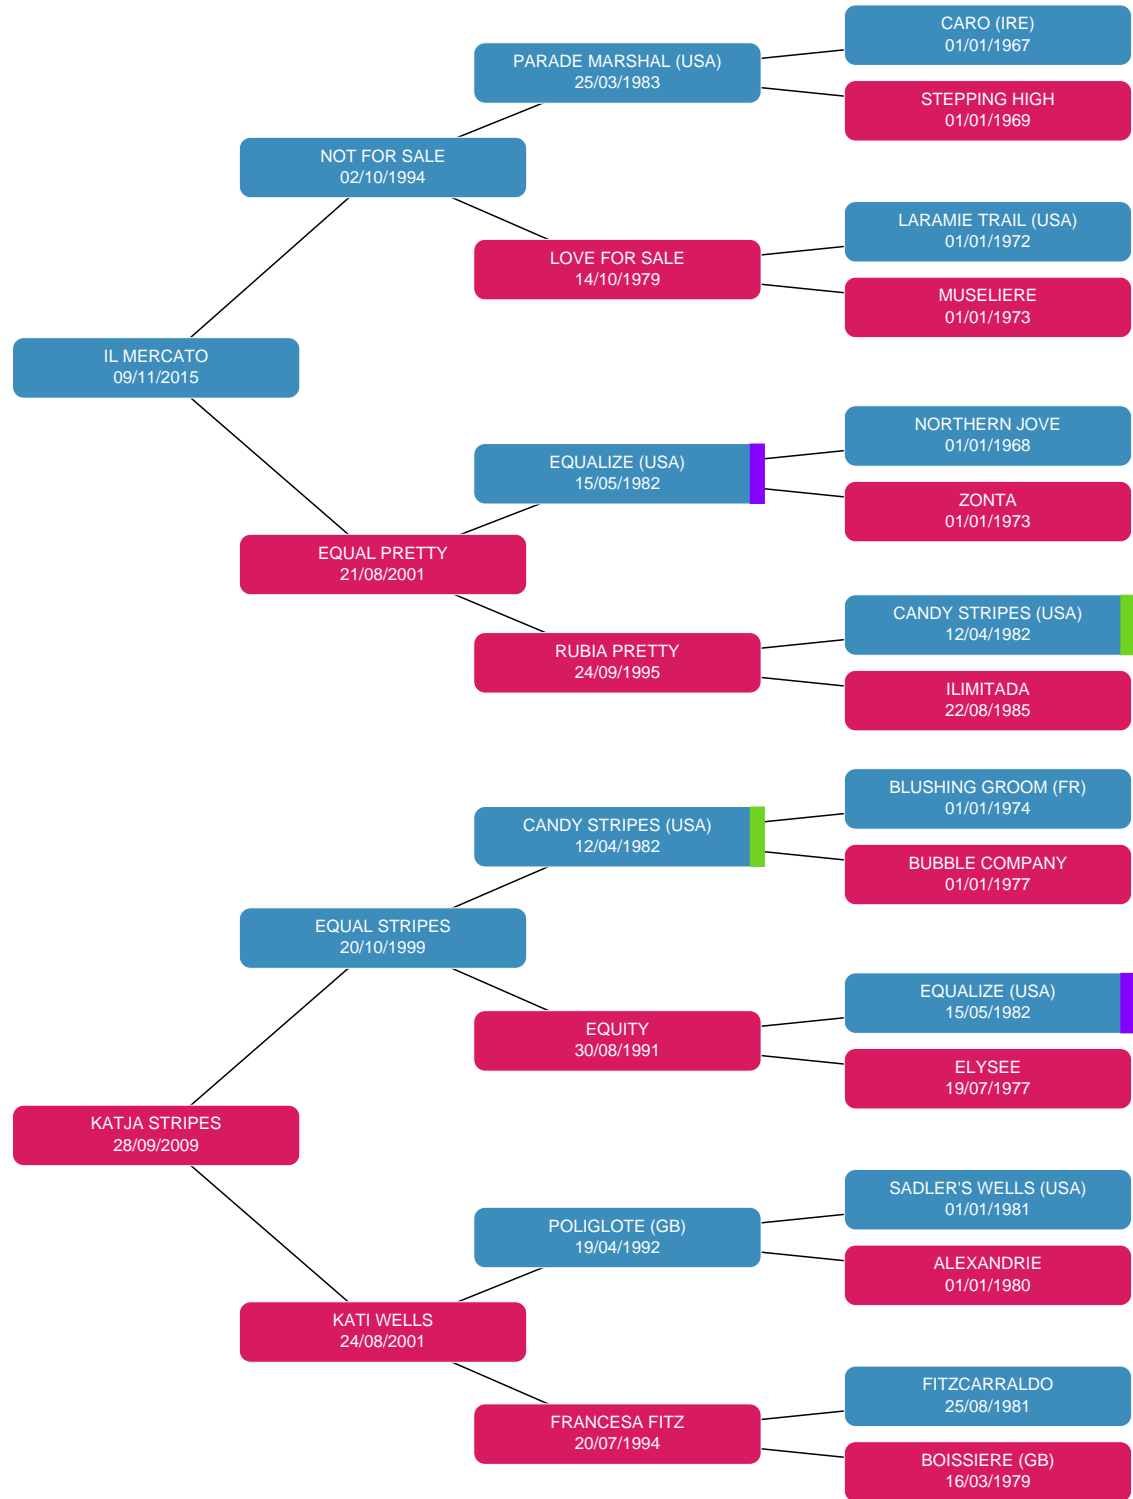 CARO (IRE)
01/01/1967
PARADE MARSHAL (USA)
25/03/1983
STEPPING HIGH
01/01/1969
NOT FOR SALE
02/10/1994
LARAMIE TRAIL (USA)
01/01/1972
LOVE FOR SALE
14/10/1979
MUSELIERE
01/01/1973
IL MERCATO
09/11/2015
NORTHERN JOVE
01/01/1968
EQUALIZE (USA)
15/05/1982
ZONTA
01/01/1973
EQUAL PRETTY
21/08/2001
CANDY STRIPES (USA)
12/04/1982
RUBIA PRETTY
24/09/1995
ILIMITADA
22/08/1985
BLUSHING GROOM (FR)
01/01/1974
CANDY STRIPES (USA)
12/04/1982
BUBBLE COMPANY
01/01/1977
EQUAL STRIPES
20/10/1999
EQUALIZE (USA)
15/05/1982
EQUITY
30/08/1991
ELYSEE
19/07/1977
KATJA STRIPES
28/09/2009
SADLER'S WELLS (USA)
01/01/1981
POLIGLOTE (GB)
19/04/1992
ALEXANDRIE
01/01/1980
KATI WELLS
24/08/2001
FITZCARRALDO
25/08/1981
FRANCESA FITZ
20/07/1994
BOISSIERE (GB)
16/03/1979